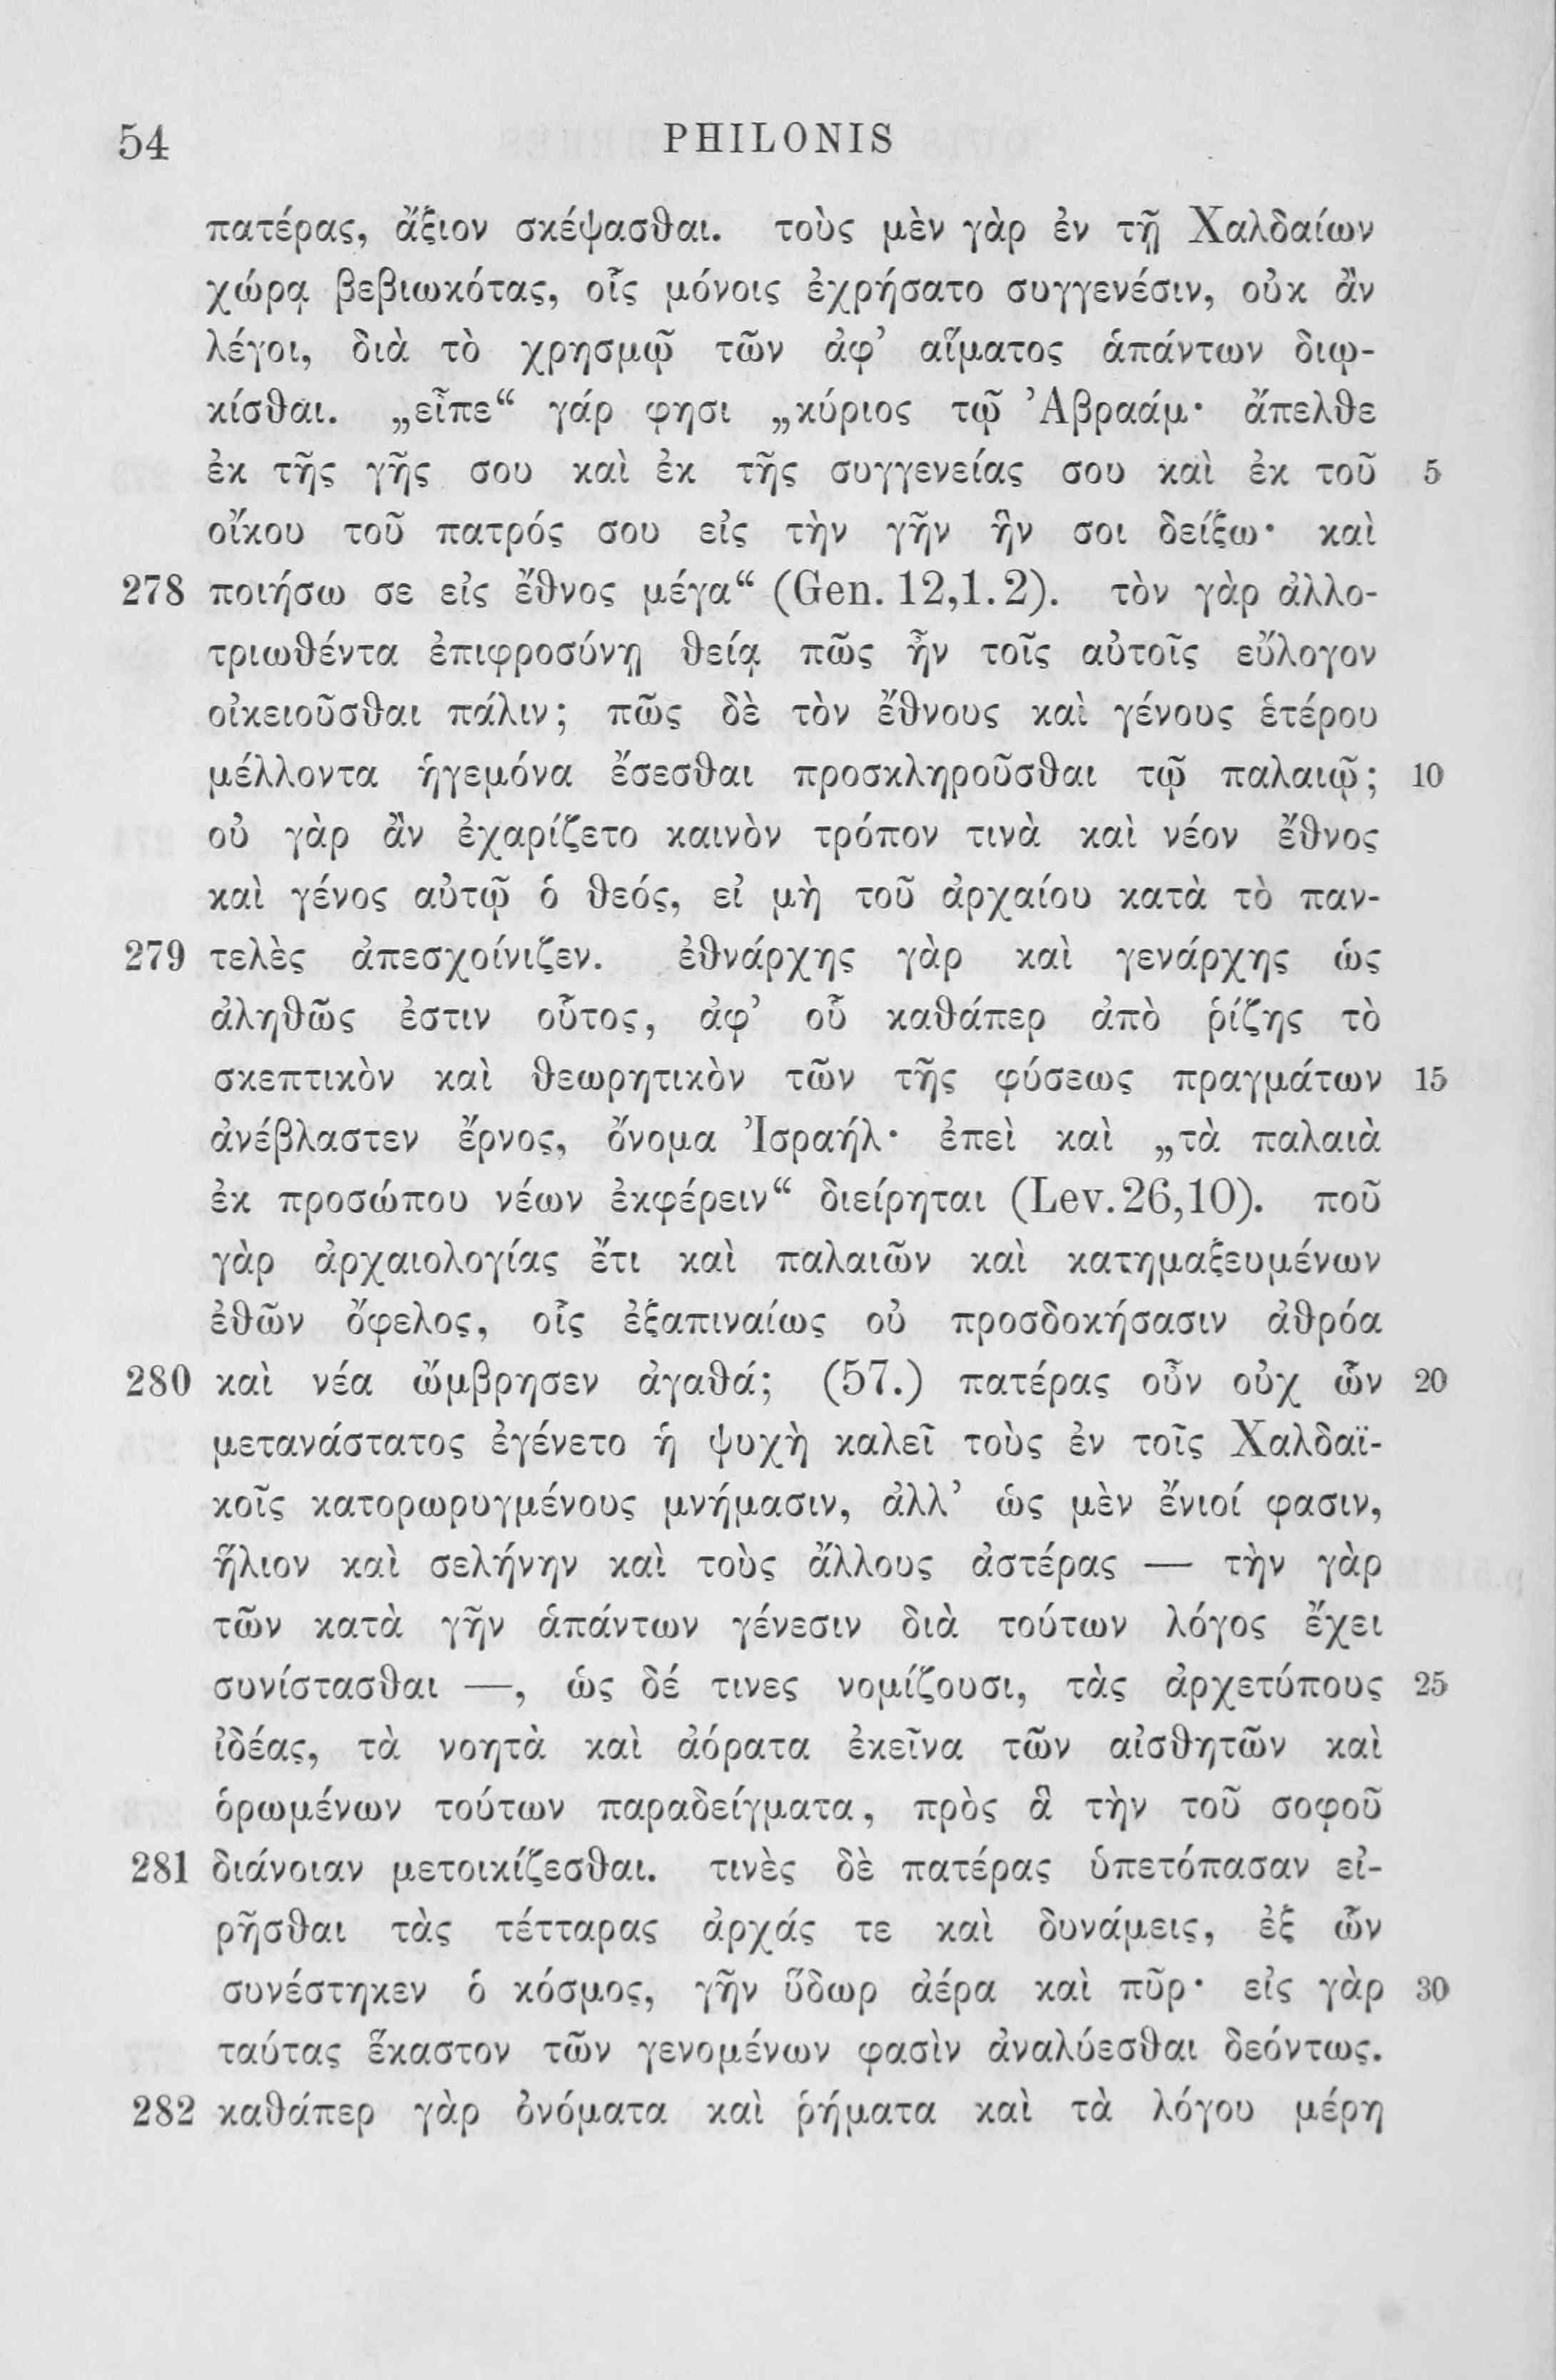 54 PHILONIS
πατέρας, ἄξιον σκέψασθαι. τοὺς μὲν γὰρ ἐν τῇ Χαλδαίων
χώρᾳ βεβιωκότας, οἷς μόνοις ἐχρήσατο συγγενέσιν, οὐκ ἂν
λέγοι, διὰ τὸ χρησμῷ τῶν ἀφ’ αἵματος ἁπάντων διῳ-
κίσθαι. „εἶπε“ γάρ φησι „κύριος τῷ Ἀβραάμ· ἄπελθε
ἐκ τῆς γῆς σου καὶ ἐκ τῆς συγγενείας σου καὶ ἐκ τοῦ 5
οἴκου τοῦ πατρός σου εἰς τὴν γῆν ἥν σοι δείξω· καὶ
278 ποιήσω σε εἰς ἔθνος μέγα“ (Gen. 12,1.2). τὸν γὰρ ἀλλο-
τριωθέντα ἐπιφροσύνῃ θείᾳ πῶς ἦν τοῖς αὐτοῖς εὔλογον
οἰκειοῦσθαι πάλιν; πῶς δὲ τὸν ἔθνους καὶ γένους ἑτέρου
μέλλοντα ἡγεμόνα ἔσεσθαι προσκληροῦσθαι τῷ παλαιῷ; 10
οὐ γὰρ ἂν ἐχαρίζετο καινὸν τρόπον τινὰ καὶ νέον ἔθνος
καὶ γένος αὐτῷ ὁ θεός, εἰ μὴ τοῦ ἀρχαίου κατὰ τὸ παν-
279 τελὲς ἀπεσχοίνιζεν. ἐθνάρχης γὰρ καὶ γενάρχης ὡς
ἀληθῶς ἐστιν οὗτος, ἀφ’ οὗ καθάπερ ἀπὸ ῥίζης τὸ
σκεπτικὸν καὶ θεωρητικὸν τῶν τῆς φύσεως πραγμάτων 15
ἀνέβλαστεν ἔρνος, ὄνομα Ἰσραήλ· ἐπεὶ καὶ „τὰ παλαιὰ
ἐκ προσώπου νέων ἐκφέρειν“ διείρηται (Lev. 26,10). ποῦ
γὰρ ἀρχαιολογίας ἔτι καὶ παλαιῶν καὶ κατημαξευμένων
ἐθῶν ὄφελος, οἷς ἐξαπιναίως οὐ προσδοκήσασιν ἀθρόα
280 καὶ νέα ὤμβρησεν ἀγαθά; (57.) πατέρας οὖν οὐχ ὧν 20
μετανάστατος ἐγένετο ἡ ψυχὴ καλεῖ τοὺς ἐν τοῖς Χαλδαϊ-
κοῖς κατορωρυγμένους μνήμασιν, ἀλλ’ ὡς μὲν ἔνιοί φασιν,
ἥλιον καὶ σελήνην καὶ τοὺς ἄλλους ἀστέρας — τὴν γὰρ
τῶν κατὰ γῆν ἁπάντων γένεσιν διὰ τούτων λόγος ἔχει
συνίστασθαι —, ὡς δέ τινες νομίζουσι, τὰς ἀρχετύπους 25
ἰδέας, τὰ νοητὰ καὶ ἀόρατα ἐκεῖνα τῶν αἰσθητῶν καὶ
ὁρωμένων τούτων παραδείγματα, πρὸς ἃ τὴν τοῦ σοφοῦ
281 διάνοιαν μετοικίζεσθαι. τινὲς δὲ πατέρας ὑπετόπασαν εἰ-
ρῆσθαι τὰς τέτταρας ἀρχάς τε καὶ δυνάμεις, ἐξ ὧν
συνέστηκεν ὁ κόσμος, γῆν ὕδωρ ἀέρα καὶ πῦρ· εἰς γὰρ 30
ταύτας ἕκαστον τῶν γενομένων φασὶν ἀναλύεσθαι δεόντως.
282 καθάπερ γὰρ ὀνόματα καὶ ῥήματα καὶ τὰ λόγου μέρη